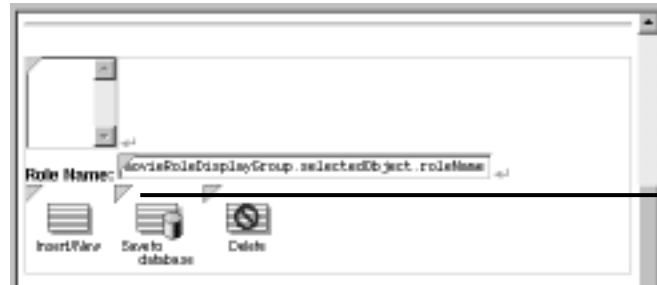 Role Name: movieRoleDisplayGroup.selectedObject.roleName
Insert/New Save to database Delete